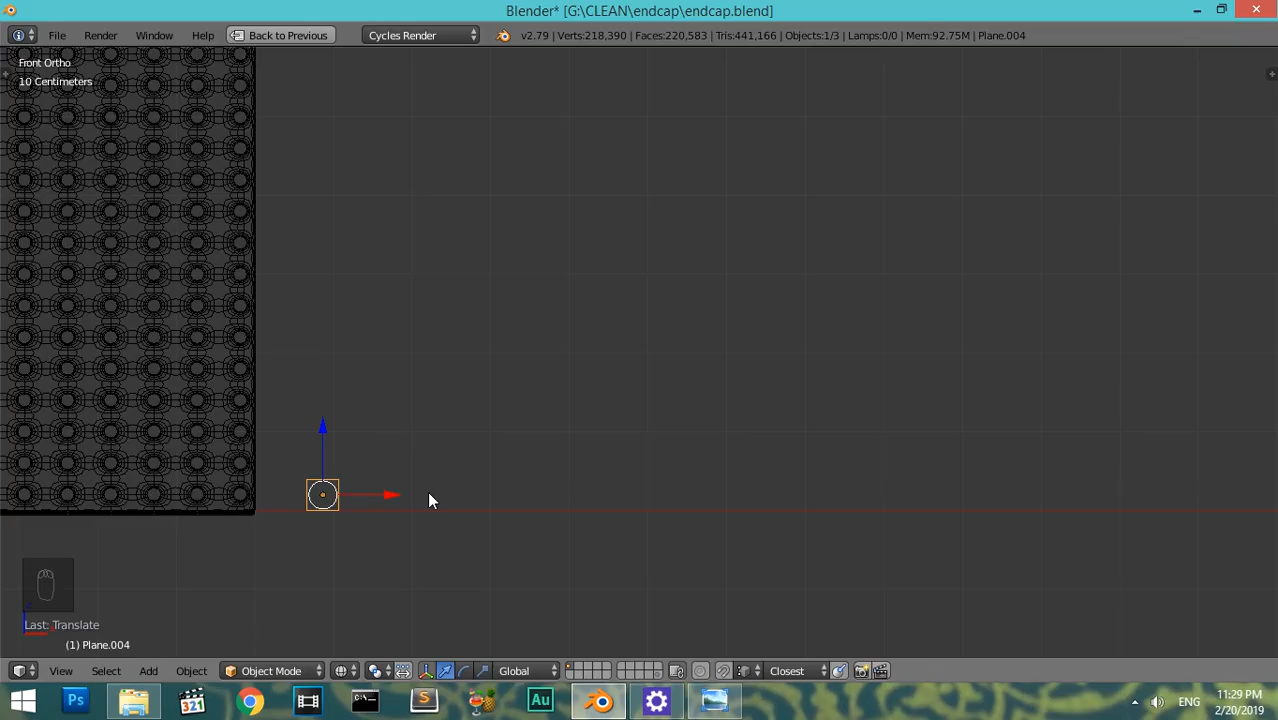 Blender* [G:\CLEAN\endcap\endcap.blend]
File Render Window Help Back to Previous Cycles Render v2.79 | Verts:218,390 | Faces:220,583 | Tris:441,166 | Objects:1/3 | Lamps:0/0 | Mem:92.75M | Plane.004
Front Ortho
10 Centimeters
Last: Translate
(1) Plane.004
View Select Add Object Object Mode Global Closest
Ps 321 Au ENG 11:29 PM
2/20/2019